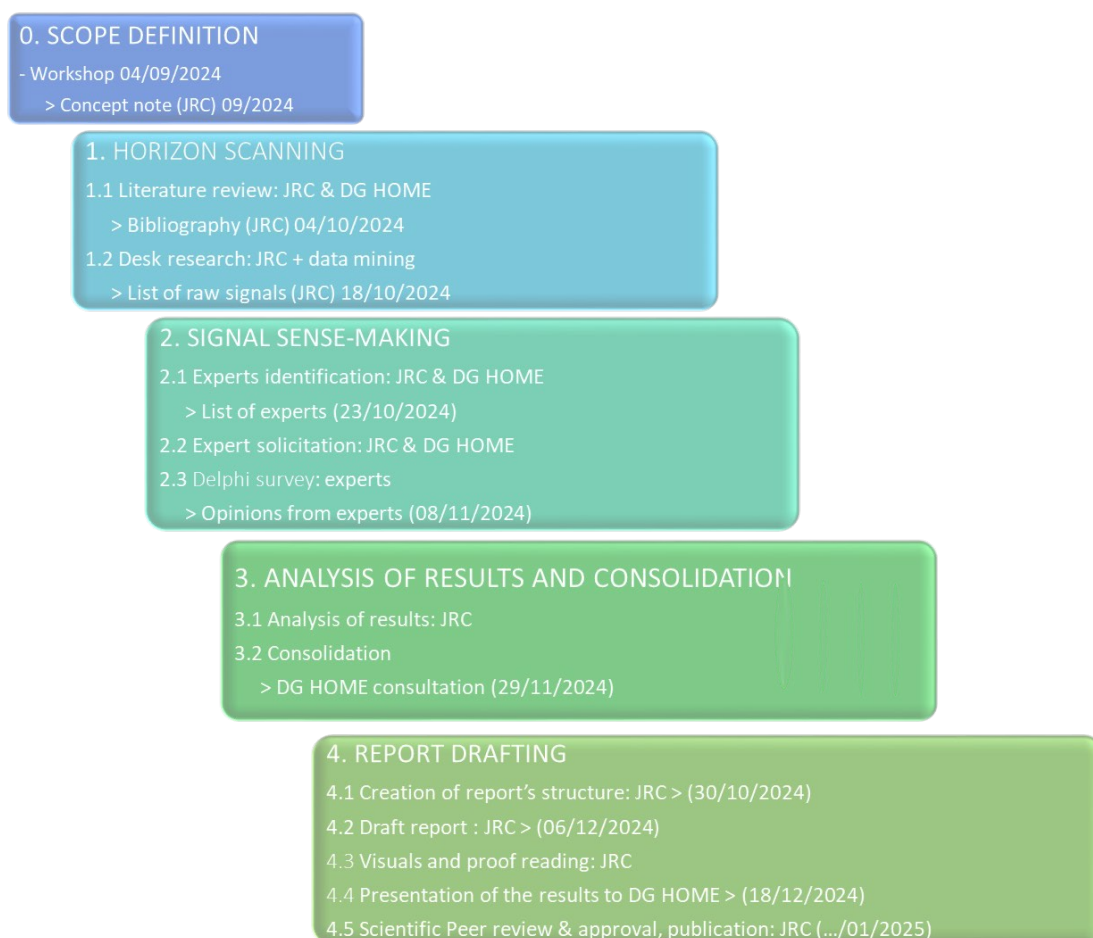 0. SCOPE DEFINITION
- Workshop 04/09/2024
> Concept note (JRC) 09/2024
1. HORIZON SCANNING
1.1 Literature review: JRC & DG HOME
> Bibliography (JRC) 04/10/2024
1.2 Desk research: JRC + data mining
> List of raw signals (JRC) 18/10/2024
2. SIGNAL SENSE-MAKING
2.1 Experts identification: JRC & DG HOME
> List of experts (23/10/2024)
2.2 Expert solicitation: JRC & DG HOME
2.3 Delphi survey: experts
> Opinions from experts (08/11/2024)
3. ANALYSIS OF RESULTS AND CONSOLIDATION
3.1 Analysis of results: JRC
3.2 Consolidation
> DG HOME consultation (29/11/2024)
4. REPORT DRAFTING
4.1 Creation of report’s structure: JRC > (30/10/2024)
4.2 Draft report : JRC > (06/12/2024)
4.3 Visuals and proof reading: JRC
4.4 Presentation of the results to DG HOME > (18/12/2024)
4.5 Scientific Peer review & approval, publication: JRC (.../01/2025)